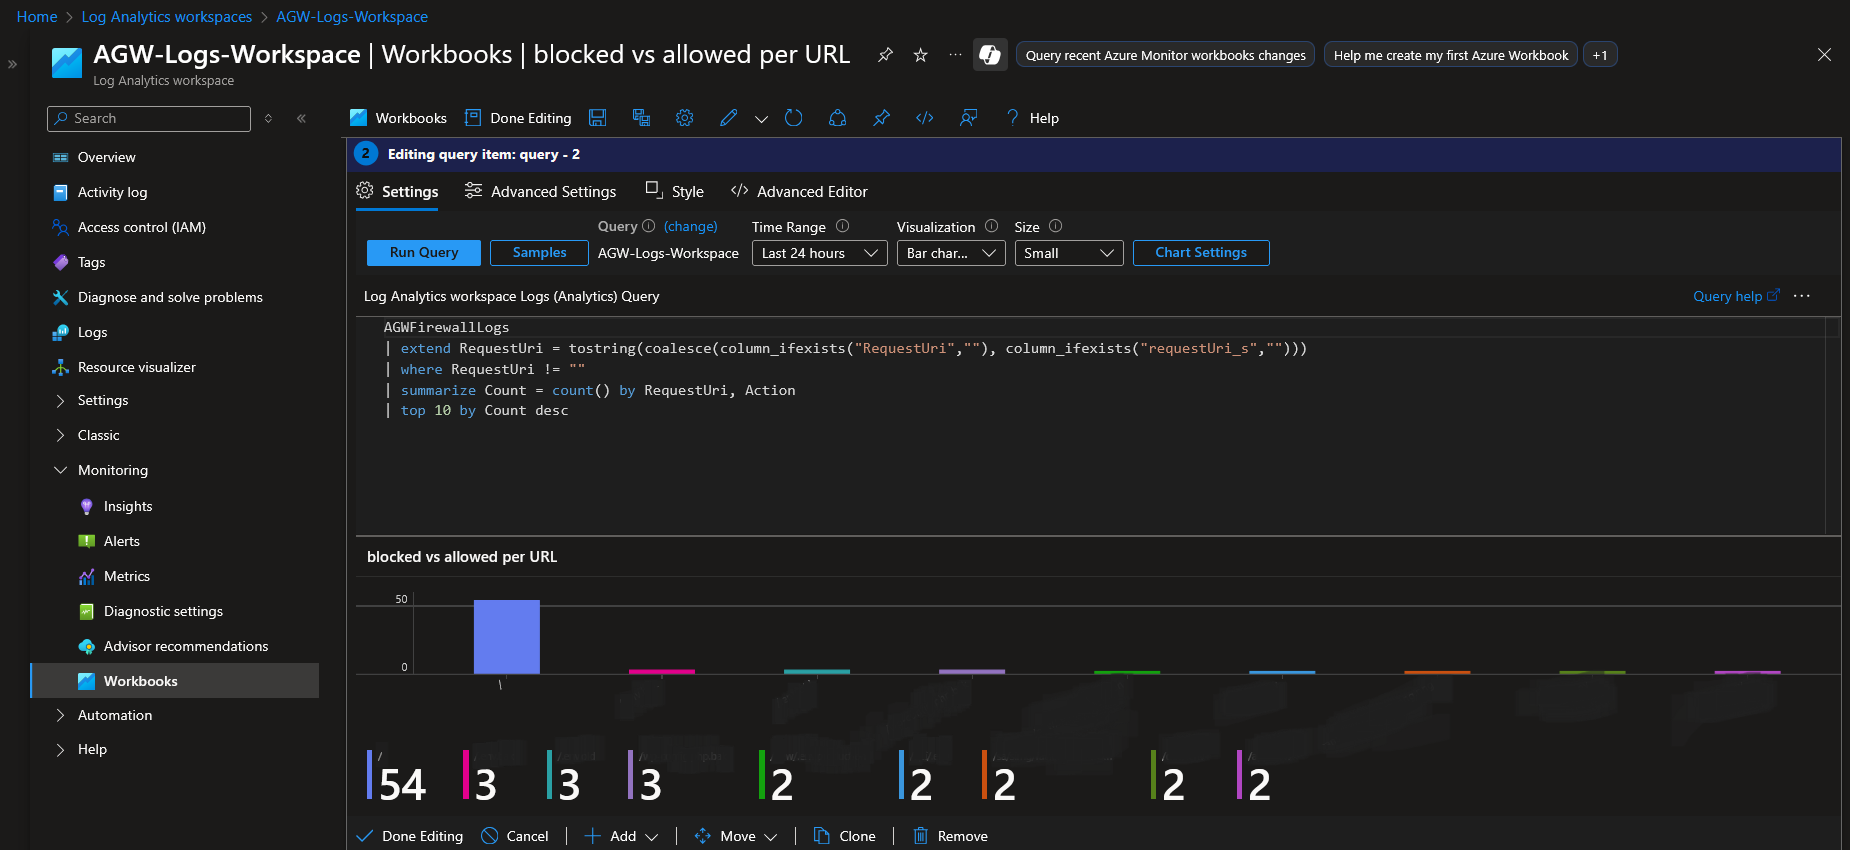 Home > Log Analytics workspaces > AGW-Logs-Workspace
AGW-Logs-Workspace | Workbooks | blocked vs allowed per URL
Query recent Azure Monitor workbooks changes
Help me create my first Azure Workbook
+1
Log Analytics workspace
Search
Overview
Activity log
Access control (IAM)
Tags
Diagnose and solve problems
Logs
Resource visualizer
Settings
Classic
Monitoring
Insights
Alerts
Metrics
Diagnostic settings
Advisor recommendations
Workbooks
Automation
Help
Workbooks Done Editing Help
2 Editing query item: query - 2
Settings Advanced Settings Style Advanced Editor
Query (change) Time Range Visualization Size
Run Query Samples AGW-Logs-Workspace Last 24 hours Bar char... Small Chart Settings
Log Analytics workspace Logs (Analytics) Query
Query help
AGWFirewallLogs
| extend RequestUri = tostring(coalesce(column_ifexists("RequestUri",""), column_ifexists("requestUri_s","")))
| where RequestUri != ""
| summarize Count = count() by RequestUri, Action
| top 10 by Count desc
blocked vs allowed per URL
50
0
/
/
54 3 3 3 2 2 2 2 2
Done Editing Cancel | Add | Move | Clone | Remove